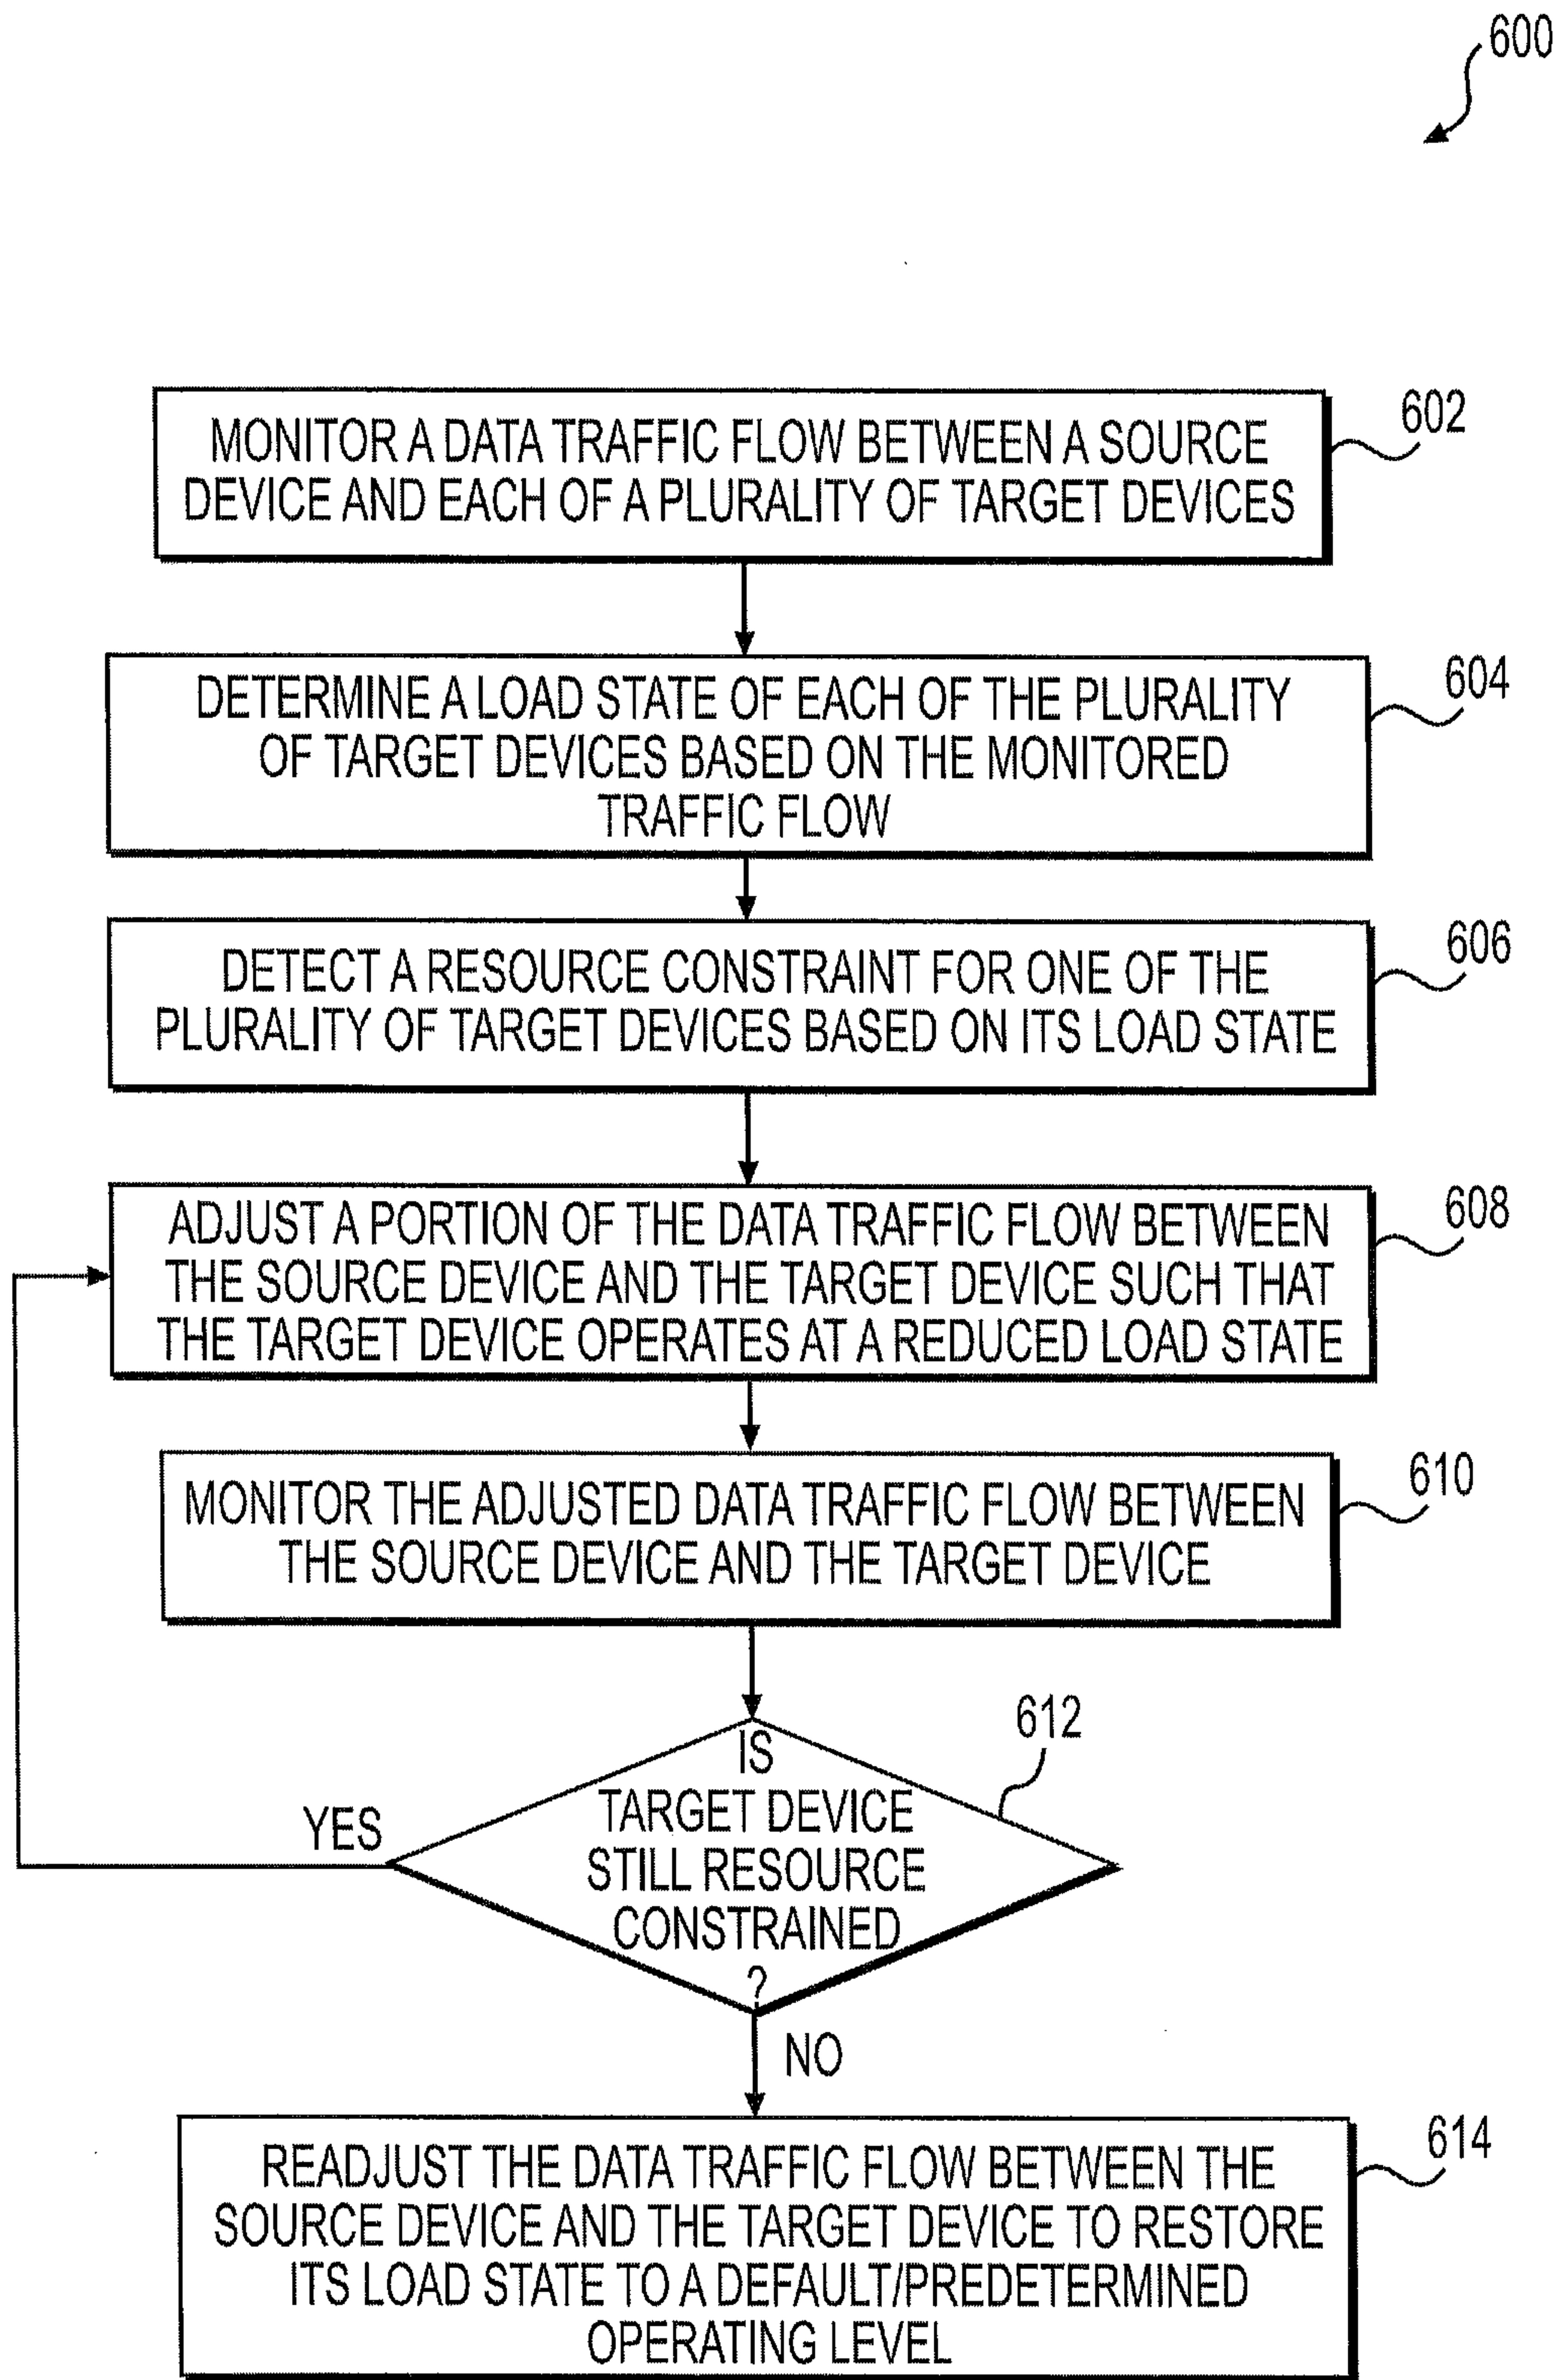 600
MONITOR A DATA TRAFFIC FLOW BETWEEN A SOURCE
DEVICE AND EACH OF A PLURALITY OF TARGET DEVICES
602
DETERMINE A LOAD STATE OF EACH OF THE PLURALITY
OF TARGET DEVICES BASED ON THE MONITORED
TRAFFIC FLOW
604
DETECT A RESOURCE CONSTRAINT FOR ONE OF THE
PLURALITY OF TARGET DEVICES BASED ON ITS LOAD STATE
606
ADJUST A PORTION OF THE DATA TRAFFIC FLOW BETWEEN
THE SOURCE DEVICE AND THE TARGET DEVICE SUCH THAT
THE TARGET DEVICE OPERATES AT A REDUCED LOAD STATE
608
MONITOR THE ADJUSTED DATA TRAFFIC FLOW BETWEEN
THE SOURCE DEVICE AND THE TARGET DEVICE
610
IS
TARGET DEVICE
STILL RESOURCE
CONSTRAINED
?
612
YES
NO
READJUST THE DATA TRAFFIC FLOW BETWEEN THE
SOURCE DEVICE AND THE TARGET DEVICE TO RESTORE
ITS LOAD STATE TO A DEFAULT/PREDETERMINED
OPERATING LEVEL
614